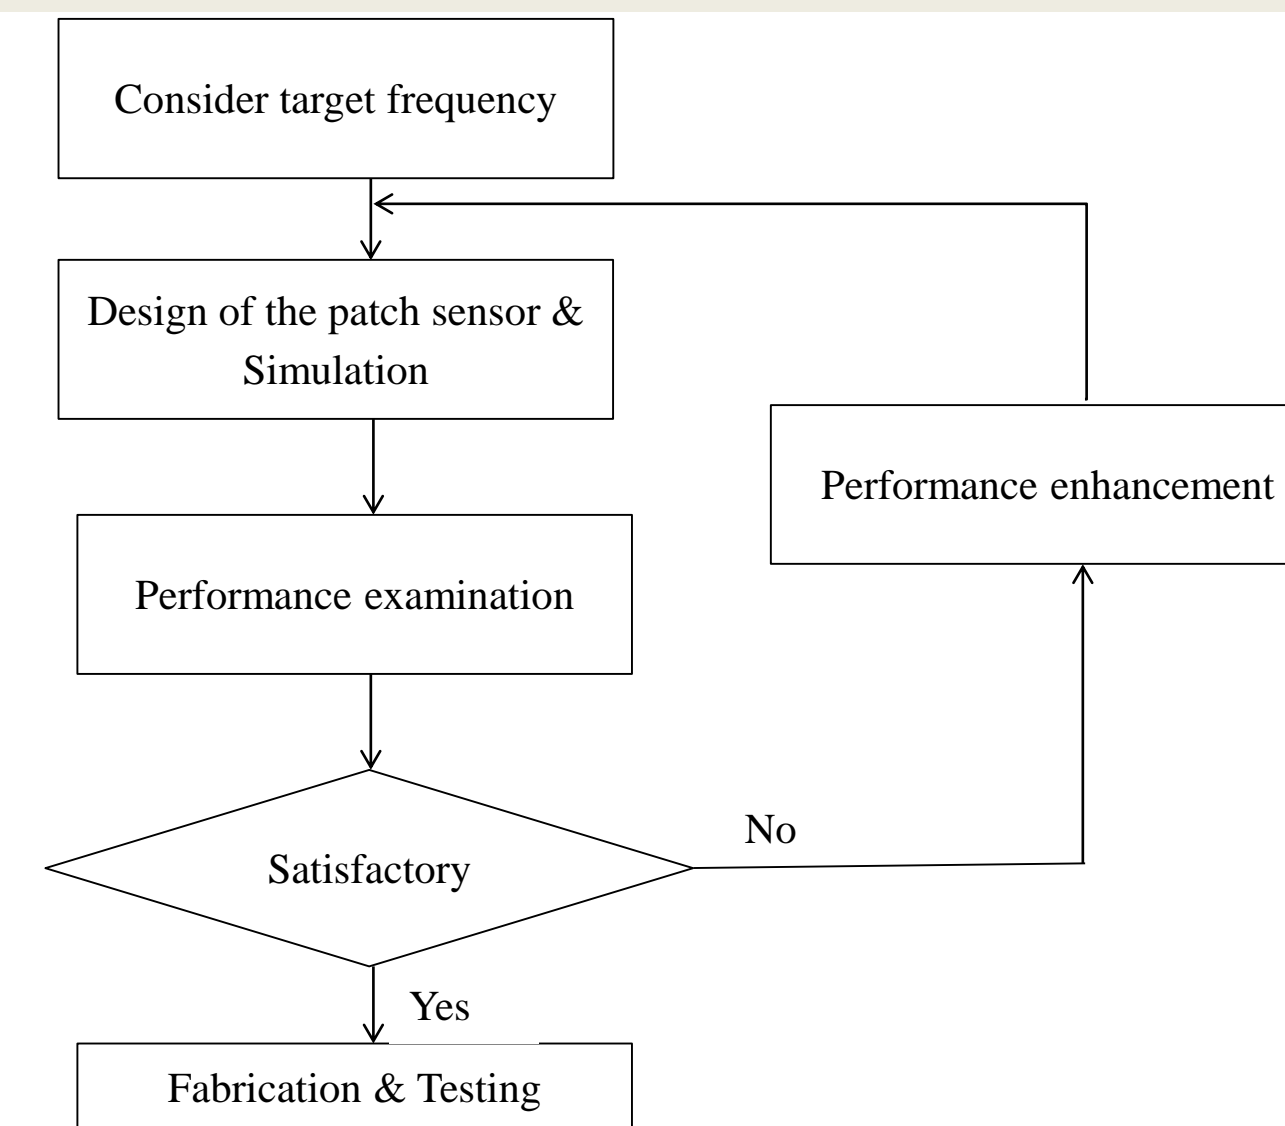 Consider target frequency
Design of the patch sensor &
Simulation
Performance enhancement
Performance examination
No
Satisfactory
Yes
Fabrication & Testing